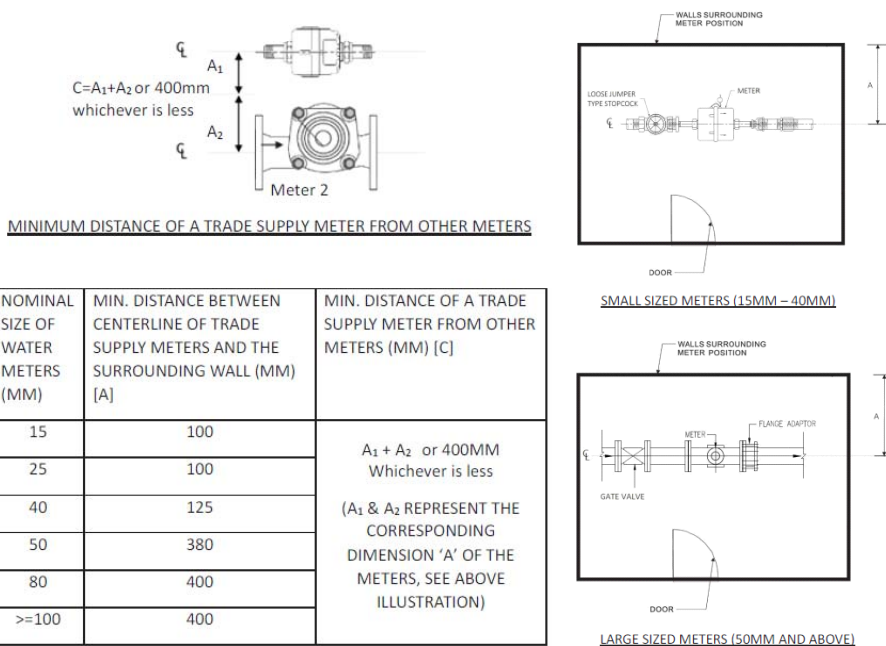 ℄
A₁
C=A₁+A₂ or 400mm
whichever is less
A₂
℄
Meter 2
MINIMUM DISTANCE OF A TRADE SUPPLY METER FROM OTHER METERS
NOMINAL
SIZE OF
WATER
METERS
(MM)
MIN. DISTANCE BETWEEN
CENTERLINE OF TRADE
SUPPLY METERS AND THE
SURROUNDING WALL (MM)
[A]
MIN. DISTANCE OF A TRADE
SUPPLY METER FROM OTHER
METERS (MM) [C]
15
100
25
100
40
125
50
380
80
400
>=100
400
A₁ + A₂ or 400MM
Whichever is less
(A₁ & A₂ REPRESENT THE
CORRESPONDING
DIMENSION ‘A’ OF THE
METERS, SEE ABOVE
ILLUSTRATION)
WALLS SURROUNDING
METER POSITION
A
LOOSE JUMPER
TYPE STOPCOCK
METER
℄
DOOR
SMALL SIZED METERS (15MM – 40MM)
WALLS SURROUNDING
METER POSITION
A
FLANGE ADAPTOR
METER
℄
GATE VALVE
DOOR
LARGE SIZED METERS (50MM AND ABOVE)